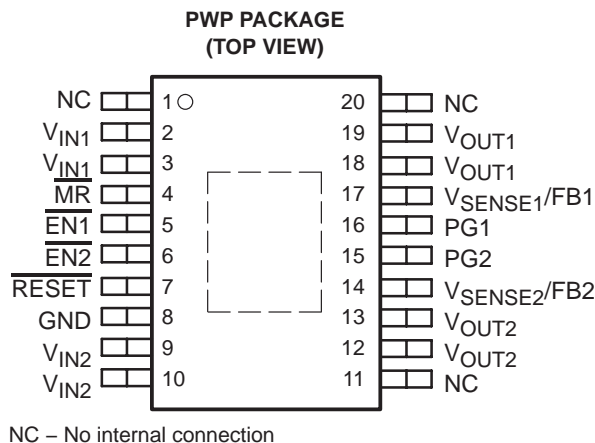 PWP PACKAGE
(TOP VIEW)
NC 1 20 NC
VIN1 2 19 VOUT1
VIN1 3 18 VOUT1
MR 4 17 VSENSE1/FB1
EN1 5 16 PG1
EN2 6 15 PG2
RESET 7 14 VSENSE2/FB2
GND 8 13 VOUT2
VIN2 9 12 VOUT2
VIN2 10 11 NC
NC – No internal connection